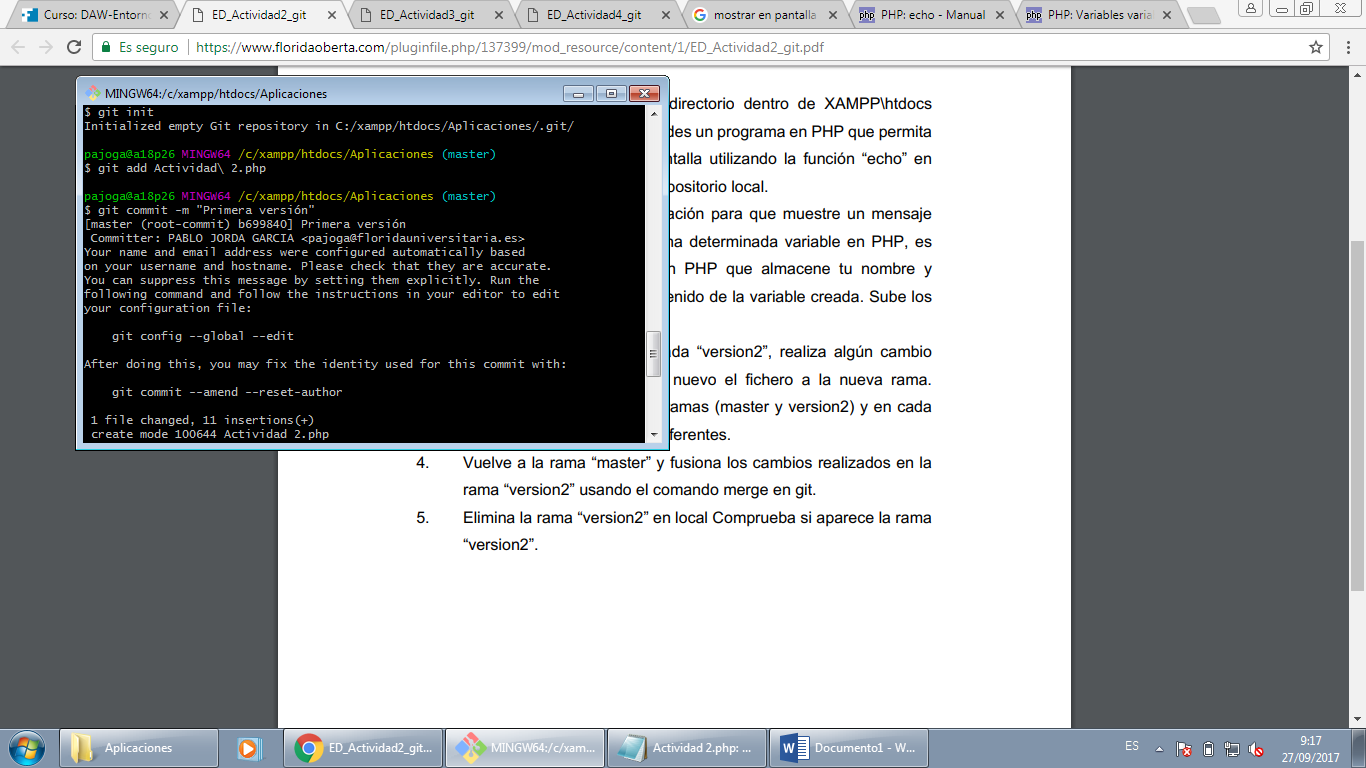 Curso: DAW-Entorn
ED_Actividad2_git
ED_Actividad3_git
ED_Actividad4_git
mostrar en pantalla
php PHP: echo - Manual
php PHP: Variables varia
Es seguro | https://www.floridaoberta.com/pluginfile.php/137399/mod_resource/content/1/ED_Actividad2_git.pdf
MINGW64:/c/xampp/htdocs/Aplicaciones
$ git init
Initialized empty Git repository in C:/xampp/htdocs/Aplicaciones/.git/
pajoga@a18p26 MINGW64 /c/xampp/htdocs/Aplicaciones (master)
$ git add Actividad\ 2.php
pajoga@a18p26 MINGW64 /c/xampp/htdocs/Aplicaciones (master)
$ git commit -m "Primera versión"
[master (root-commit) b699840] Primera versión
Committer: PABLO JORDA GARCIA <pajoga@floridauniversitaria.es>
Your name and email address were configured automatically based
on your username and hostname. Please check that they are accurate.
You can suppress this message by setting them explicitly. Run the
following command and follow the instructions in your editor to edit
your configuration file:
git config --global --edit
After doing this, you may fix the identity used for this commit with:
git commit --amend --reset-author
1 file changed, 11 insertions(+)
create mode 100644 Actividad 2.php
directorio dentro de XAMPP\htdocs
des un programa en PHP que permita
ntalla utilizando la función “echo” en
positorio local.
ación para que muestre un mensaje
na determinada variable en PHP, es
n PHP que almacene tu nombre y
enido de la variable creada. Sube los
da “version2”, realiza algún cambio
nuevo el fichero a la nueva rama.
amas (master y version2) y en cada
ferentes.
4. Vuelve a la rama “master” y fusiona los cambios realizados en la
rama “version2” usando el comando merge en git.
5. Elimina la rama “version2” en local Comprueba si aparece la rama
“version2”.
Aplicaciones
ED_Actividad2_git...
MINGW64:/c/xam...
Actividad 2.php: ...
Documento1 - W...
ES
9:17
27/09/2017